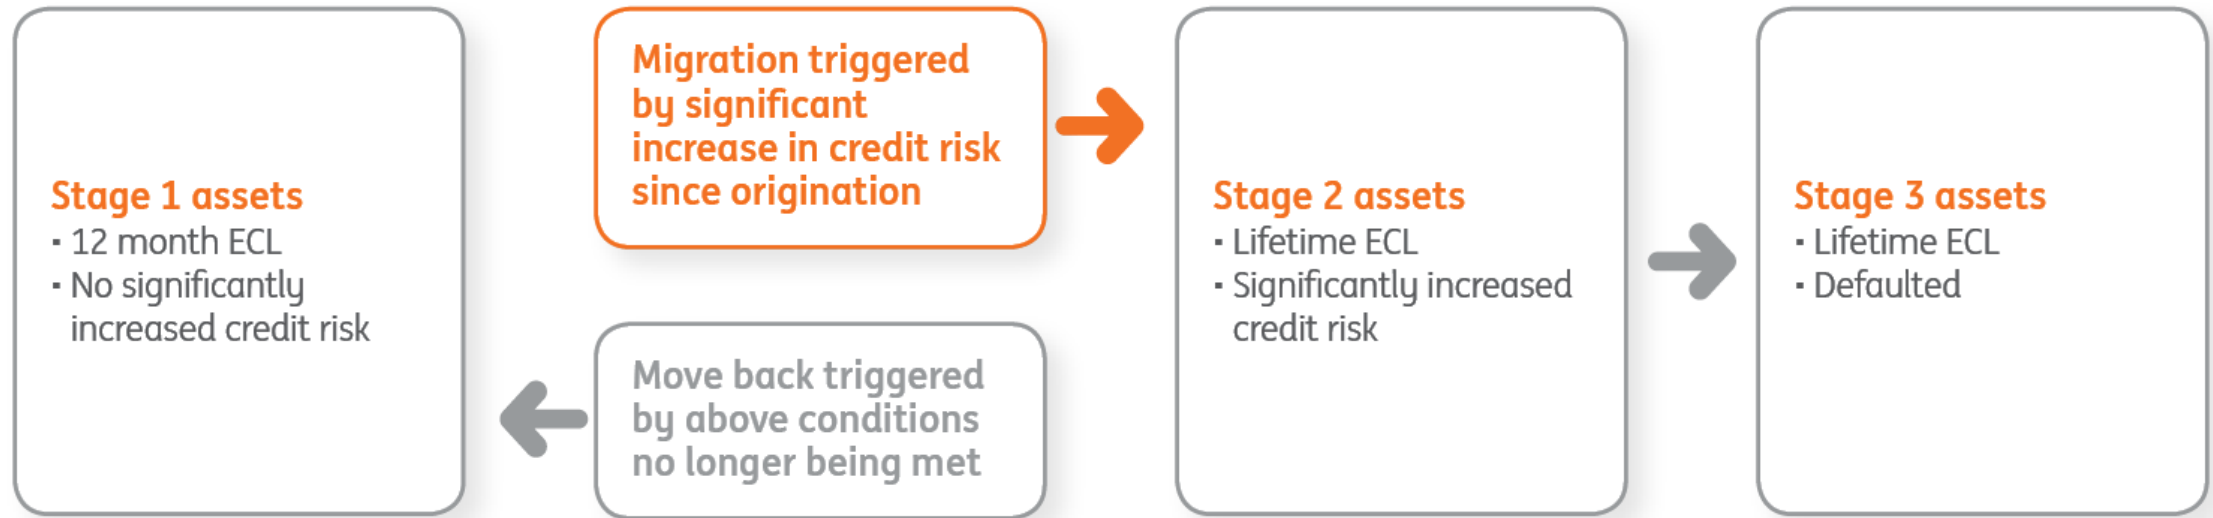 Stage 1 assets
▪ 12 month ECL
▪ No significantly
increased credit risk
Migration triggered
by significant
increase in credit risk
since origination
Move back triggered
by above conditions
no longer being met
Stage 2 assets
▪ Lifetime ECL
▪ Significantly increased
credit risk
Stage 3 assets
▪ Lifetime ECL
▪ Defaulted